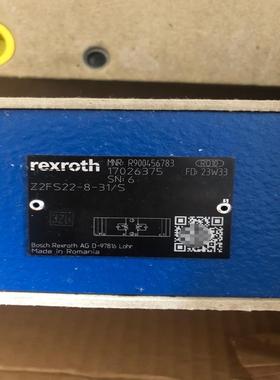 rexroth
MNR: R900456783
RQ10
17026375
FD: 23W33
SN: 6
Z2FS22-8-31/S
Bosch Rexroth AG D-97816 Lohr
Made in Romania